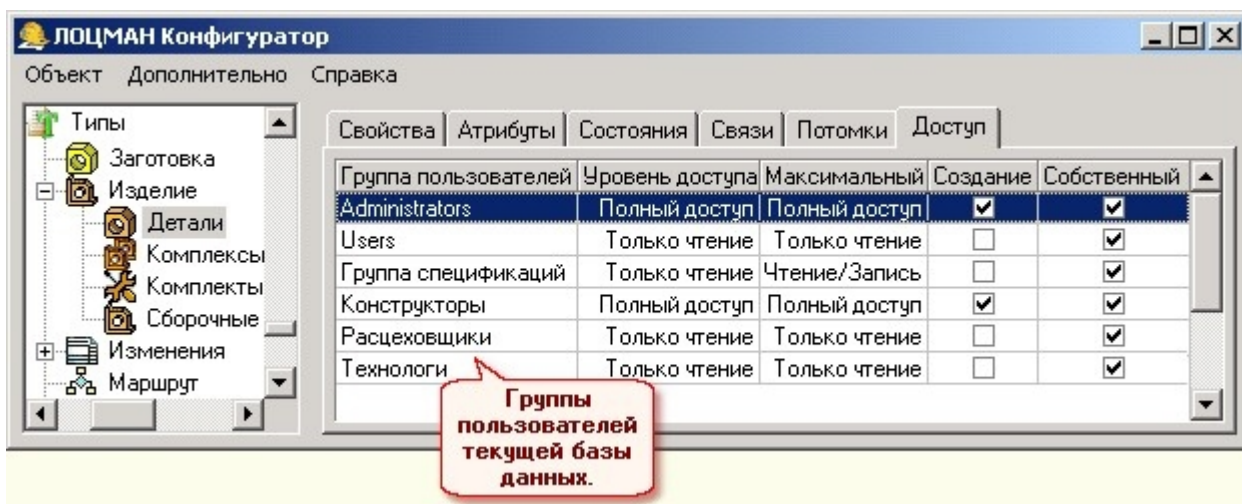 ЛОЦМАН Конфигуратор
Объект Дополнительно Справка
Типы
Заготовка
Изделие
Детали
Комплексы
Комплекты
Сборочные
Изменения
Маршрут
Свойства Атрибуты Состояния Связи Потомки Доступ
Группа пользователей Уровень доступа Максимальный Создание Собственный
Administrators Полный доступ Полный доступ
Users Только чтение Только чтение
Группа спецификаций Только чтение Чтение/Запись
Конструкторы Полный доступ Полный доступ
Расцеховщики Только чтение Только чтение
Технологи Только чтение Только чтение
Группы
пользователей
текущей базы
данных.